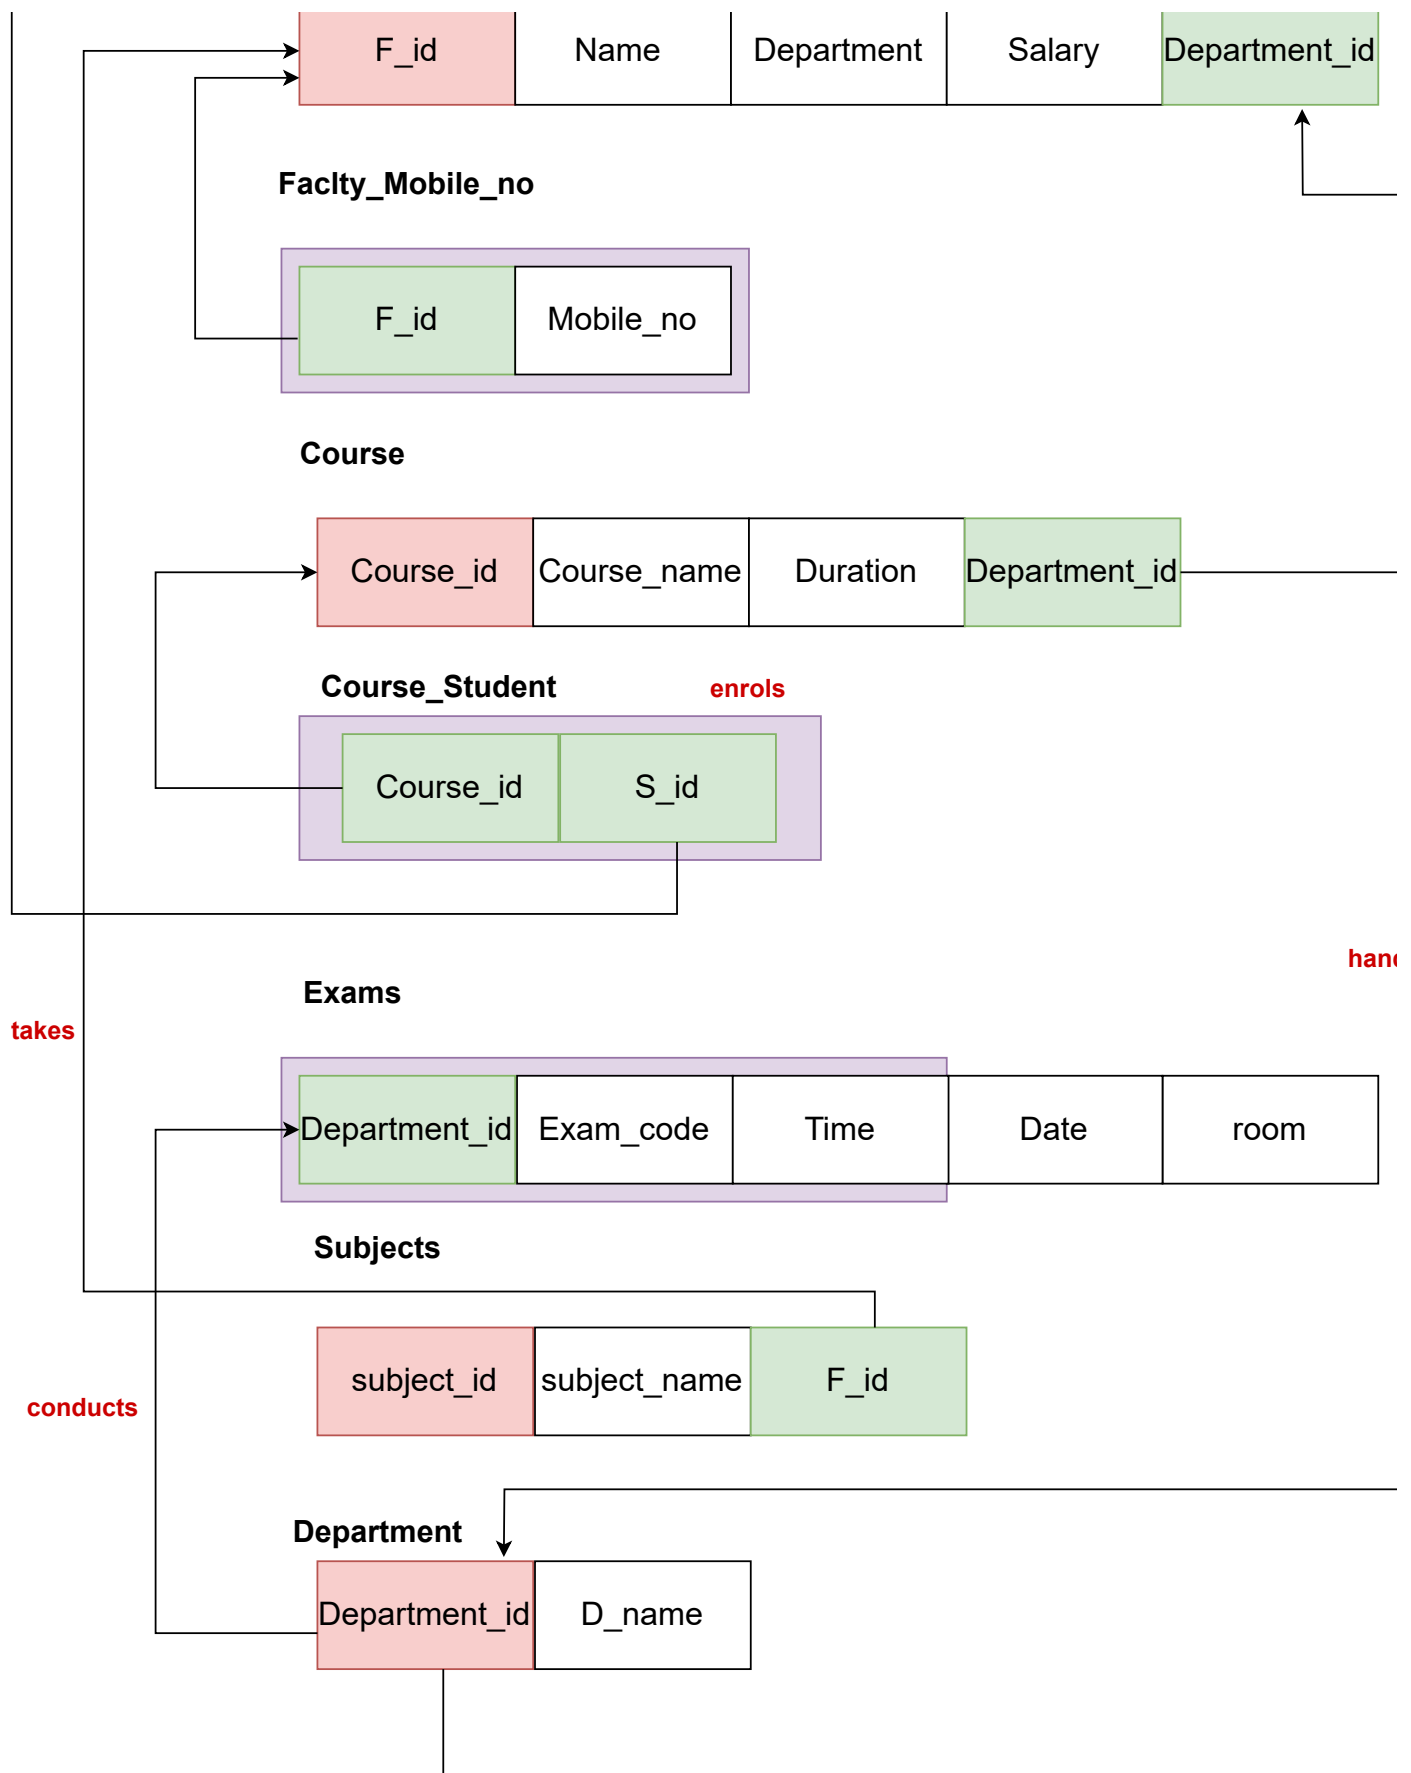 F_id Name Department Salary Department_id
Faclty_Mobile_no
F_id Mobile_no
Course
Course_id Course_name Duration Department_id
Course_Student enrols
Course_id S_id
hand
Exams
takes
Department_id Exam_code Time Date room
Subjects
subject_id subject_name F_id
conducts
Department
Department_id D_name